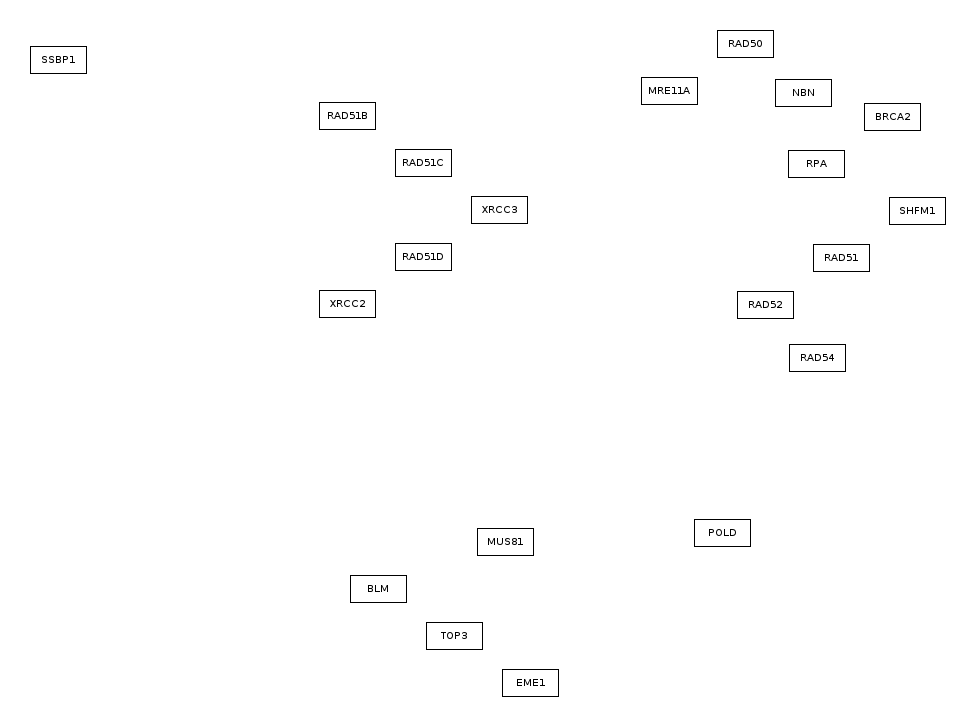 RAD50
SSBP1
MRE11A
NBN
RAD51B
BRCA2
RAD51C
RPA
XRCC3
SHFM1
RAD51D
RAD51
XRCC2
RAD52
RAD54
POLD
MUS81
BLM
TOP3
EME1